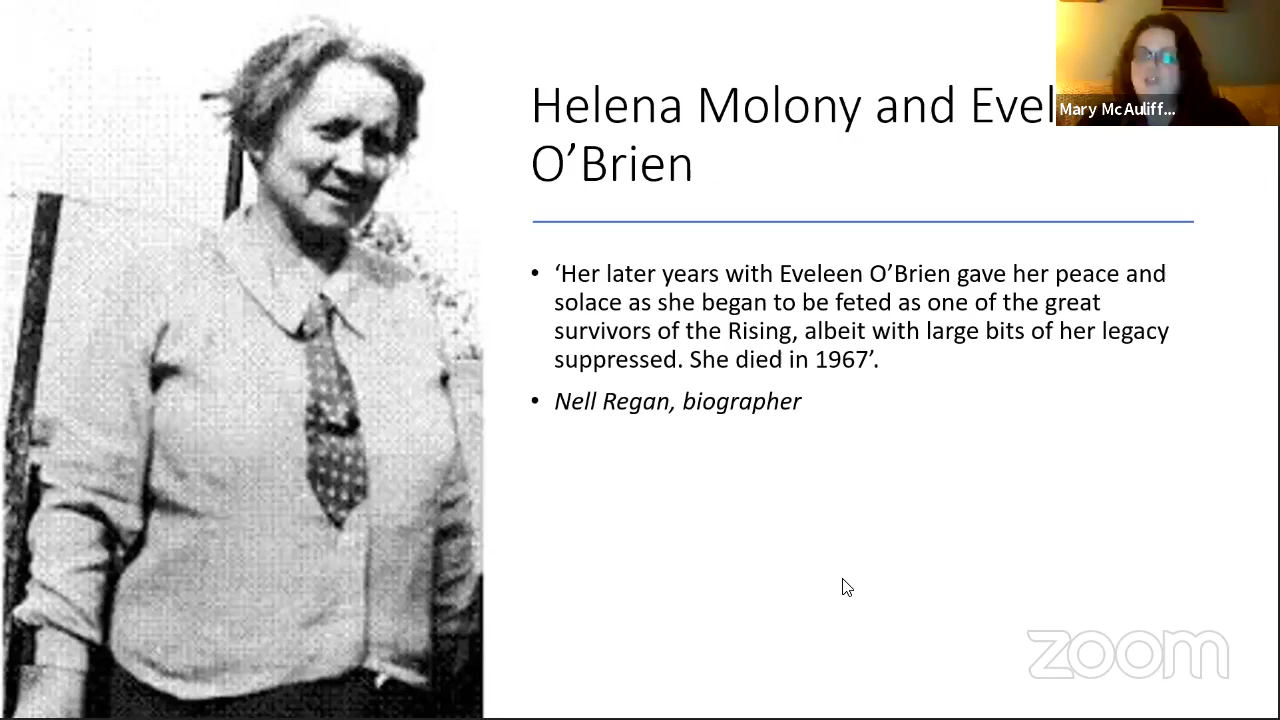 Helena Molony and Evel
O’Brien
Mary McAuliff...
• ‘Her later years with Eveleen O’Brien gave her peace and
solace as she began to be feted as one of the great
survivors of the Rising, albeit with large bits of her legacy
suppressed. She died in 1967’.
• Nell Regan, biographer
zoom